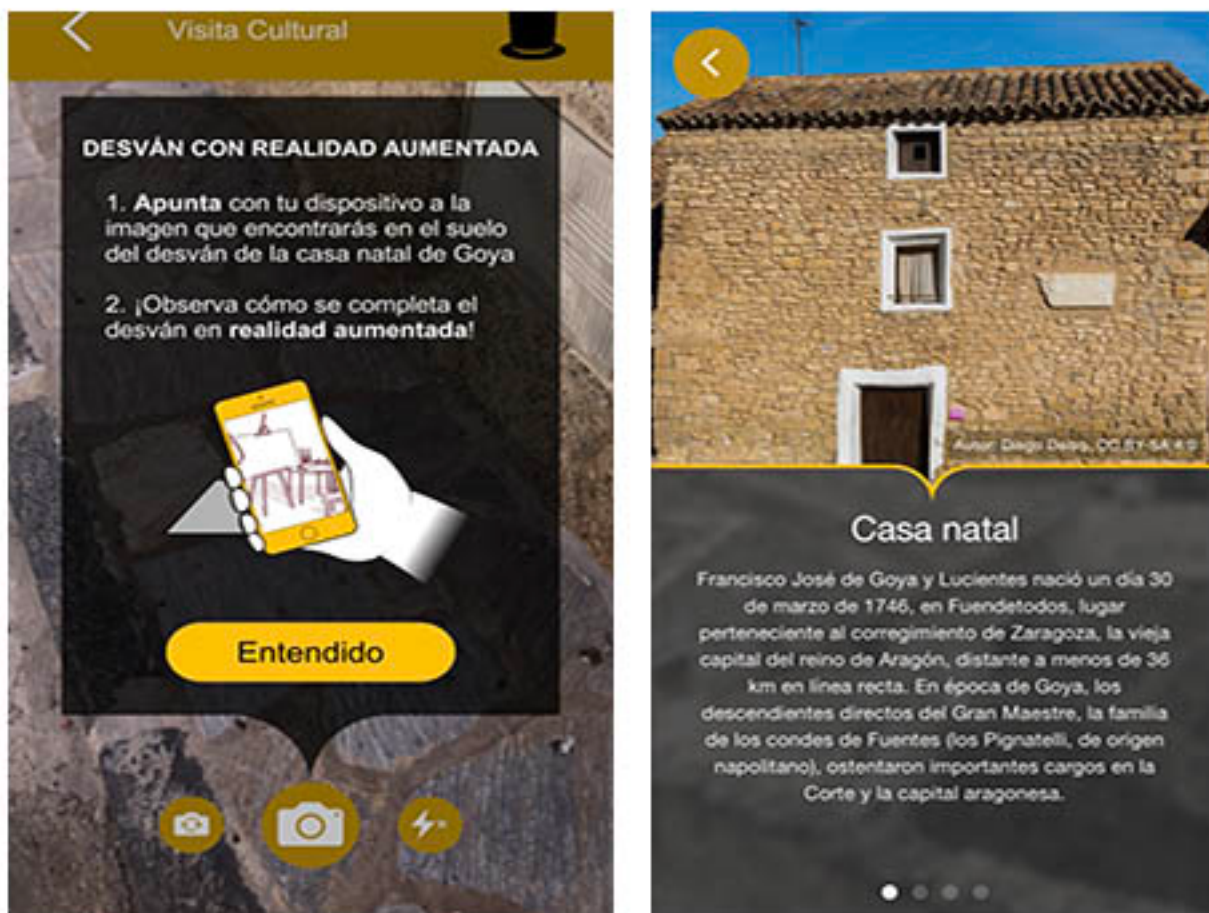 Visita Cultural
DESVÁN CON REALIDAD AUMENTADA
1. Apunta con tu dispositivo a la
imagen que encontrarás en el suelo
del desván de la casa natal de Goya
2. ¡Observa cómo se completa el
desván en realidad aumentada!
Entendido
Autor: Diego Delso, CC BY-SA 4.0
Casa natal
Francisco José de Goya y Lucientes nació un día 30
de marzo de 1746, en Fuendetodos, lugar
perteneciente al corregimiento de Zaragoza, la vieja
capital del reino de Aragón, distante a menos de 36
km en línea recta. En época de Goya, los
descendientes directos del Gran Maestre, la familia
de los condes de Fuentes (los Pignatelli, de origen
napolitano), ostentaron importantes cargos en la
Corte y la capital aragonesa.